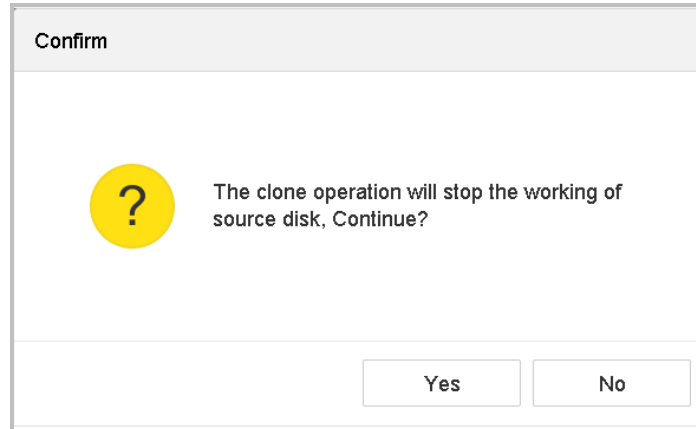 Confirm
?
The clone operation will stop the working of
source disk, Continue?
Yes No